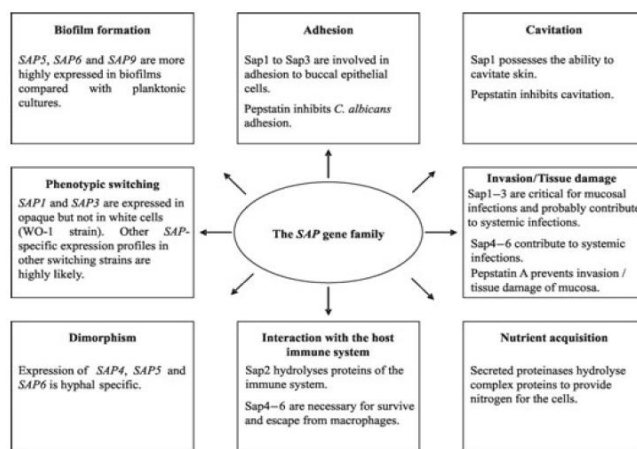 Biofilm formation
SAP5, SAP6 and SAP9 are more
highly expressed in biofilms
compared with planktonic
cultures.
Adhesion
Sap1 to Sap3 are involved in
adhesion to buccal epithelial
cells.
Pepstatin inhibits C. albicans
adhesion.
Cavitation
Sap1 possesses the ability to
cavitate skin.
Pepstatin inhibits cavitation.
Phenotypic switching
SAP1 and SAP3 are expressed in
opaque but not in white cells
(WO-1 strain). Other SAP-
specific expression profiles in
other switching strains are
highly likely.
The SAP gene family
Invasion/Tissue damage
Sap1–3 are critical for mucosal
infections and probably contribute
to systemic infections.
Sap4–6 contribute to systemic
infections.
Pepstatin A prevents invasion /
tissue damage of mucosa.
Dimorphism
Expression of SAP4, SAP5 and
SAP6 is hyphal specific.
Interaction with the host
immune system
Sap2 hydrolyses proteins of the
immune system.
Sap4–6 are necessary for survive
and escape from macrophages.
Nutrient acquisition
Secreted proteinases hydrolyse
complex proteins to provide
nitrogen for the cells.